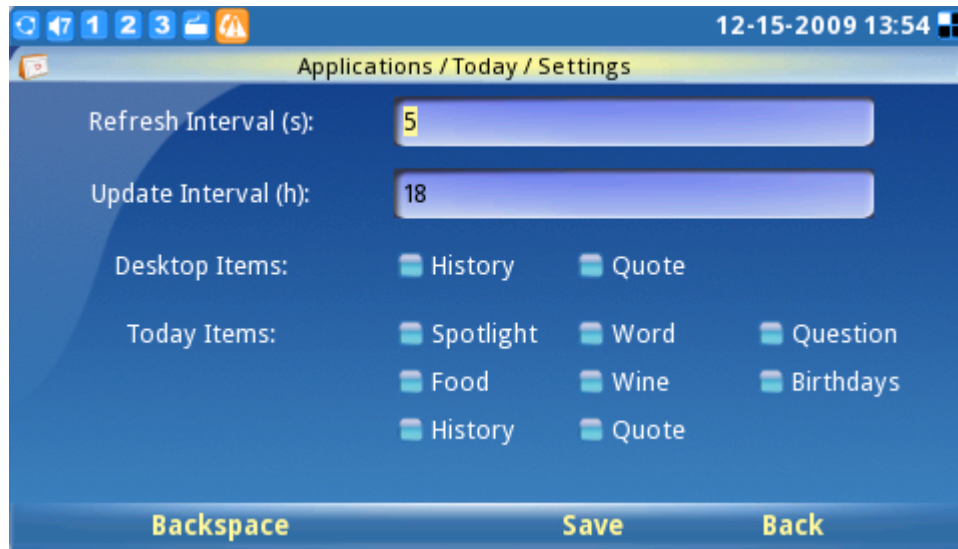 7 1 2 3 12-15-2009 13:54
Applications / Today / Settings
Refresh Interval (s): 5
Update Interval (h): 18
Desktop Items: History Quote
Today Items: Spotlight Word Question
Food Wine Birthdays
History Quote
Backspace Save Back